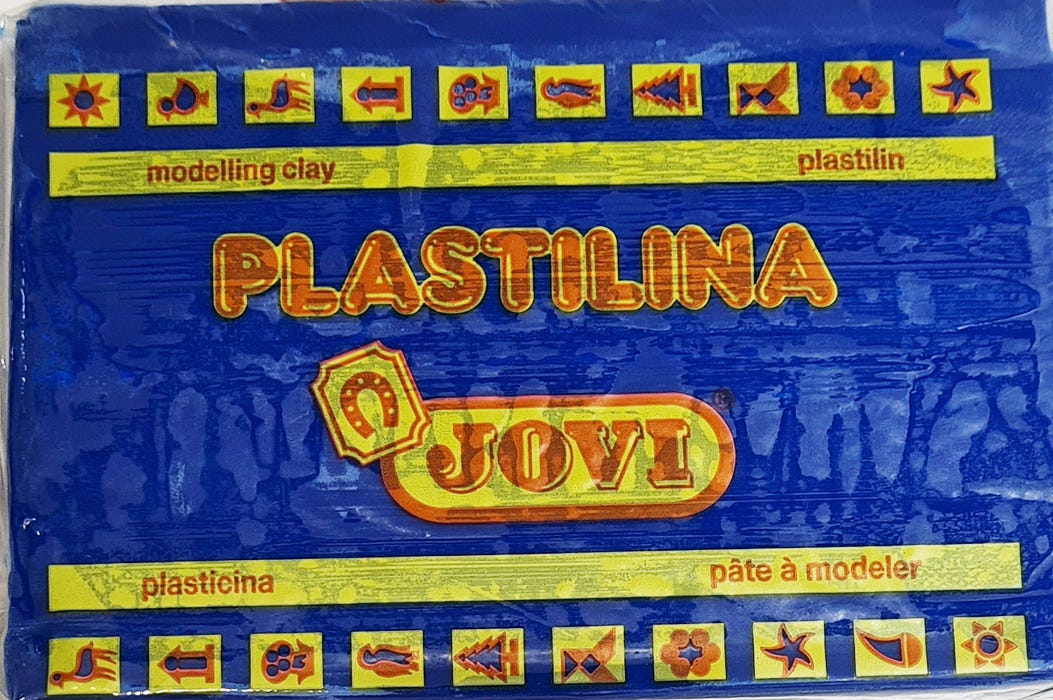 modelling clay plastilin
PLASTILINA
JOVI
®
plasticina pâte à modeler